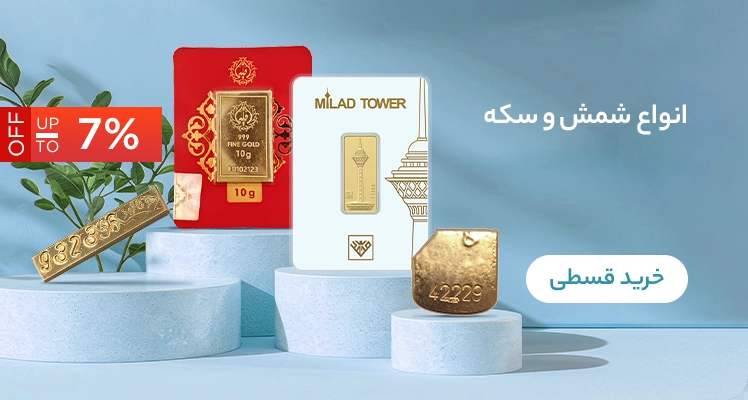 انواع شمش و سکه
خرید قسطی
OFF
UP
TO
7%
999
FINE GOLD
10g
10g
MILAD TOWER
42229